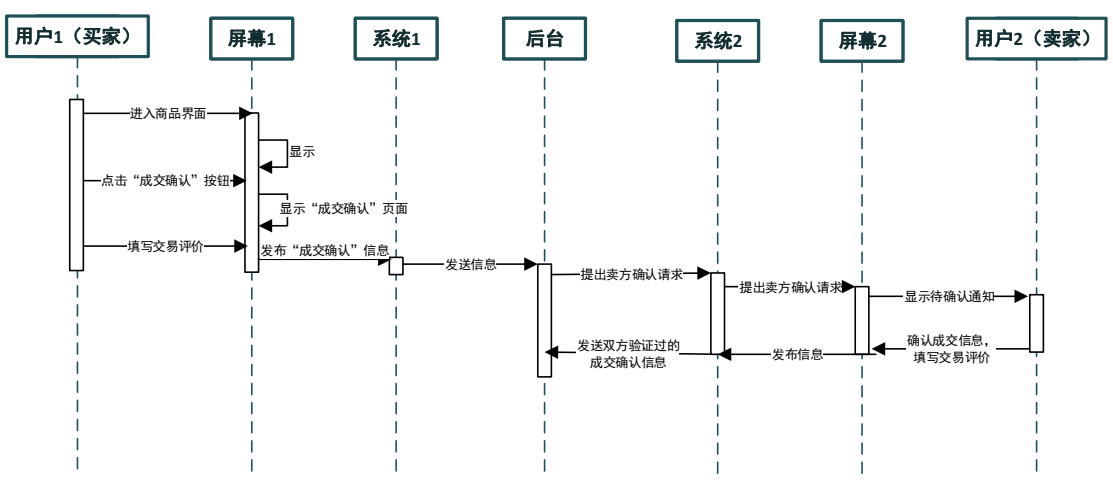 用户1（买家）
屏幕1
系统1
后台
系统2
屏幕2
用户2（卖家）
进入商品界面
显示
点击“成交确认”按钮
显示“成交确认”页面
填写交易评价
发布“成交确认”信息
发送信息
提出卖方确认请求
提出卖方确认请求
显示待确认通知
确认成交信息，
填写交易评价
发布信息
发送双方验证过的
成交确认信息